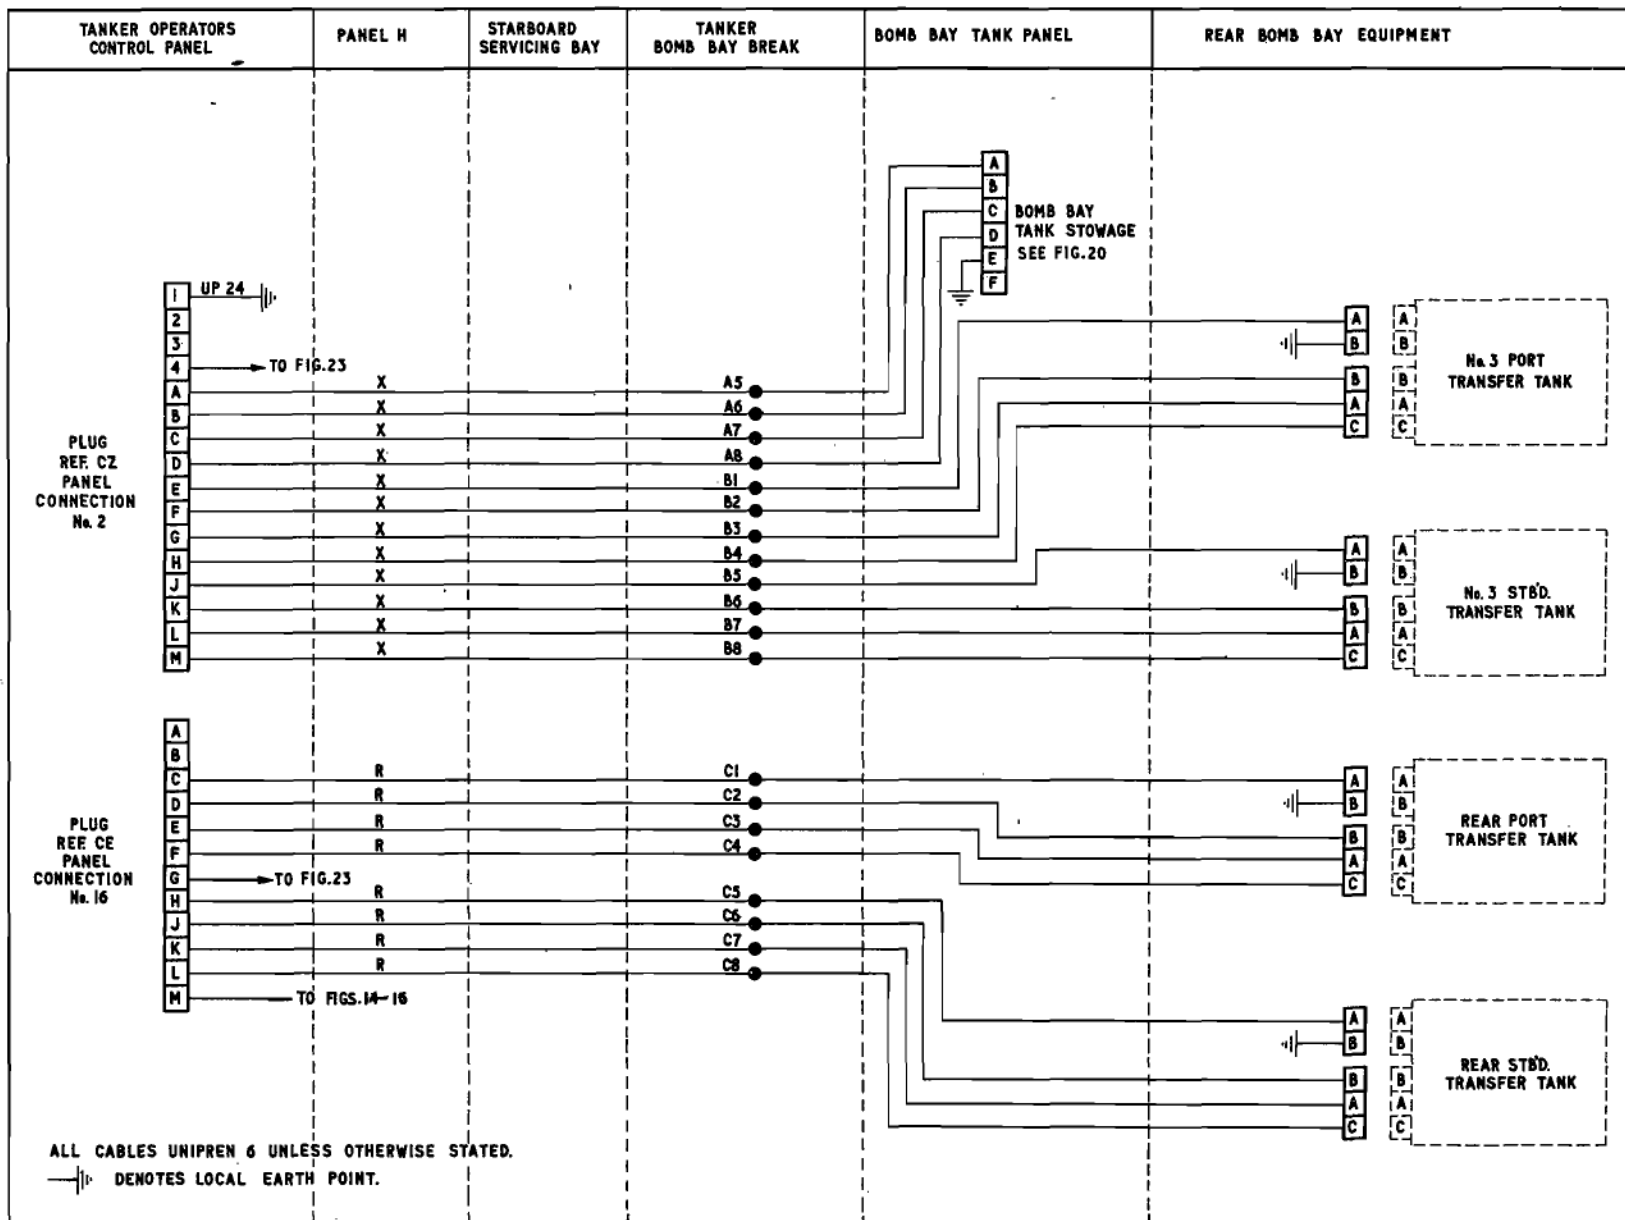 TANKER OPERATORS
CONTROL PANEL
PANEL H
STARBOARD
SERVICING BAY
TANKER
BOMB BAY BREAK
BOMB BAY TANK PANEL
REAR BOMB BAY EQUIPMENT
A
B
C
D
E
F
BOMB BAY
TANK STOWAGE
SEE FIG.20
PLUG
REF. CZ
PANEL
CONNECTION
No. 2
1 UP 24
2
3
4 TO FIG.23
A X A5
B X A6
C X A7
D X A8
E X B1
F X B2
G X B3
H X B4
J X B5
K X B6
L X B7
M X B8
A A
B B
B B
A A
C C
No. 3 PORT
TRANSFER TANK
A A
B B
B B
A A
C C
No. 3 STB'D.
TRANSFER TANK
PLUG
REF. CE
PANEL
CONNECTION
No. 16
A
B
C R C1
D R C2
E R C3
F R C4
G TO FIG.23
H R C5
J R C6
K R C7
L R C8
M TO FIGS.14-16
A A
B B
B B
A A
C C
REAR PORT
TRANSFER TANK
A A
B B
B B
A A
C C
REAR STB'D.
TRANSFER TANK
ALL CABLES UNIPREN 6 UNLESS OTHERWISE STATED.
DENOTES LOCAL EARTH POINT.